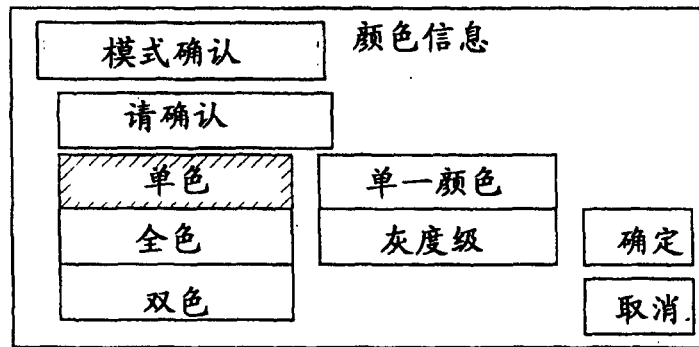 模式确认 颜色信息
请确认
单色 单一颜色
全色 灰度级 确定
双色 取消